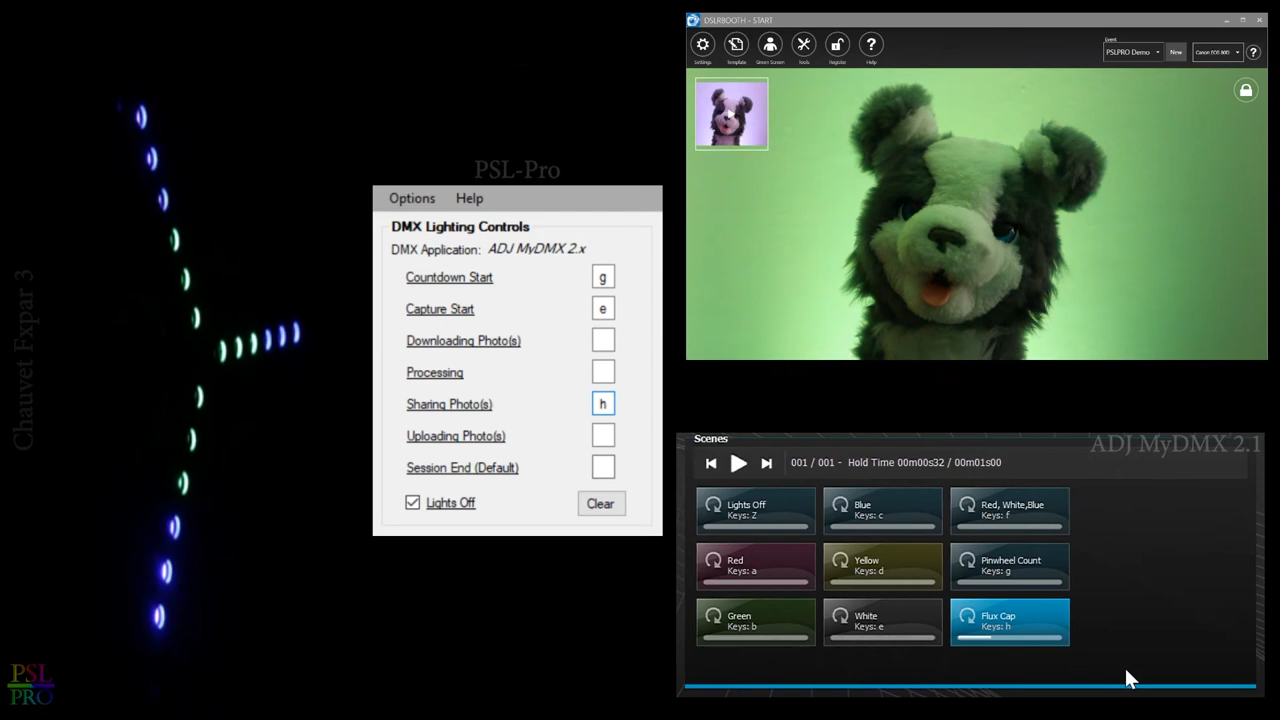 Chauvet Fxpar 3
PSL
PRO
PSL-Pro
Options Help
DMX Lighting Controls
DMX Application: ADJ MyDMX 2.x
Countdown Start g
Capture Start e
Downloading Photo(s)
Processing
Sharing Photo(s) h
Uploading Photo(s)
Session End (Default)
Lights Off Clear
DSLRBOOTH - START
Settings Template Green Screen Tools Register Help
Event
PSLPRO Demo New Canon EOS 80D
Scenes
ADJ MyDMX 2.1
001 / 001 - Hold Time 00m00s32 / 00m01s00
Lights Off Blue Red, White,Blue
Keys: Z Keys: c Keys: f
Red Yellow Pinwheel Count
Keys: a Keys: d Keys: g
Green White Flux Cap
Keys: b Keys: e Keys: h